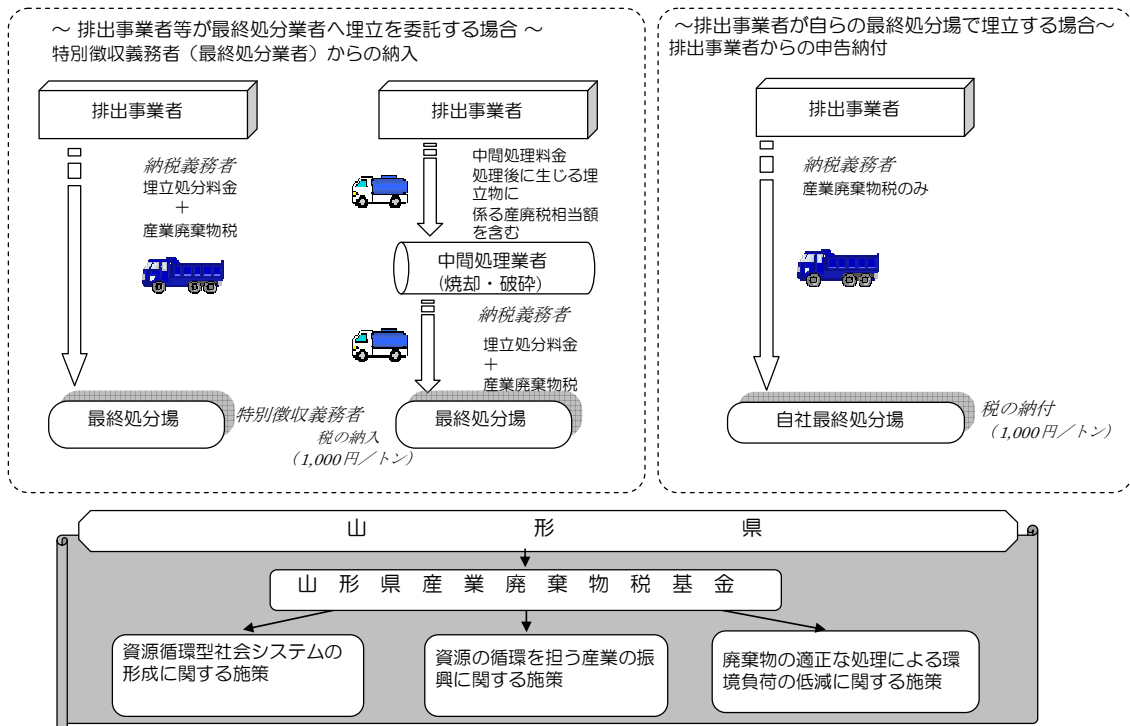 ～ 排出事業者等が最終処分業者へ埋立を委託する場合 ～
特別徴収義務者（最終処分業者）からの納入
排出事業者
納税義務者
埋立処分料金
＋
産業廃棄物税
最終処分場
特別徴収義務者
税の納入
（1,000円／トン）
排出事業者
中間処理料金
処理後に生じる埋
立物に
係る産廃税相当額
を含む
中間処理業者
(焼却・破砕）
納税義務者
埋立処分料金
＋
産業廃棄物税
最終処分場
～排出事業者が自らの最終処分場で埋立する場合～
排出事業者からの申告納付
排出事業者
納税義務者
産業廃棄物税のみ
自社最終処分場
税の納付
（1,000円／トン）
山　形　県
山 形 県 産 業 廃 棄 物 税 基 金
資源循環型社会システムの
形成に関する施策
資源の循環を担う産業の振
興に関する施策
廃棄物の適正な処理による環
境負荷の低減に関する施策